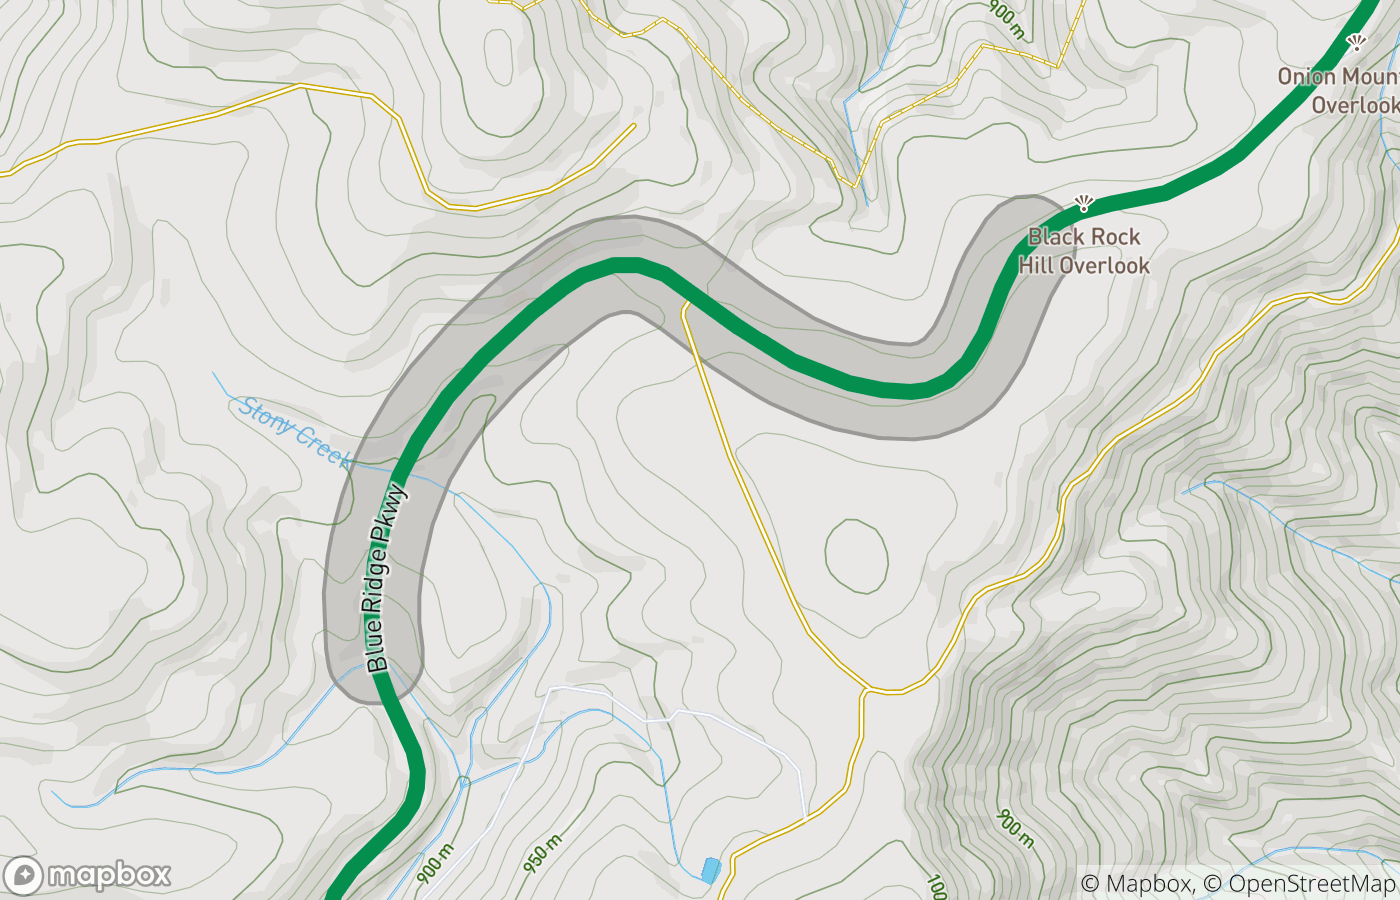 900 m
Onion Moun
Overlook
Black Rock
Hill Overlook
Stony Creek
Blue Ridge Pkwy
900 m
950 m
900 m
100
mapbox
© Mapbox, © OpenStreetMap